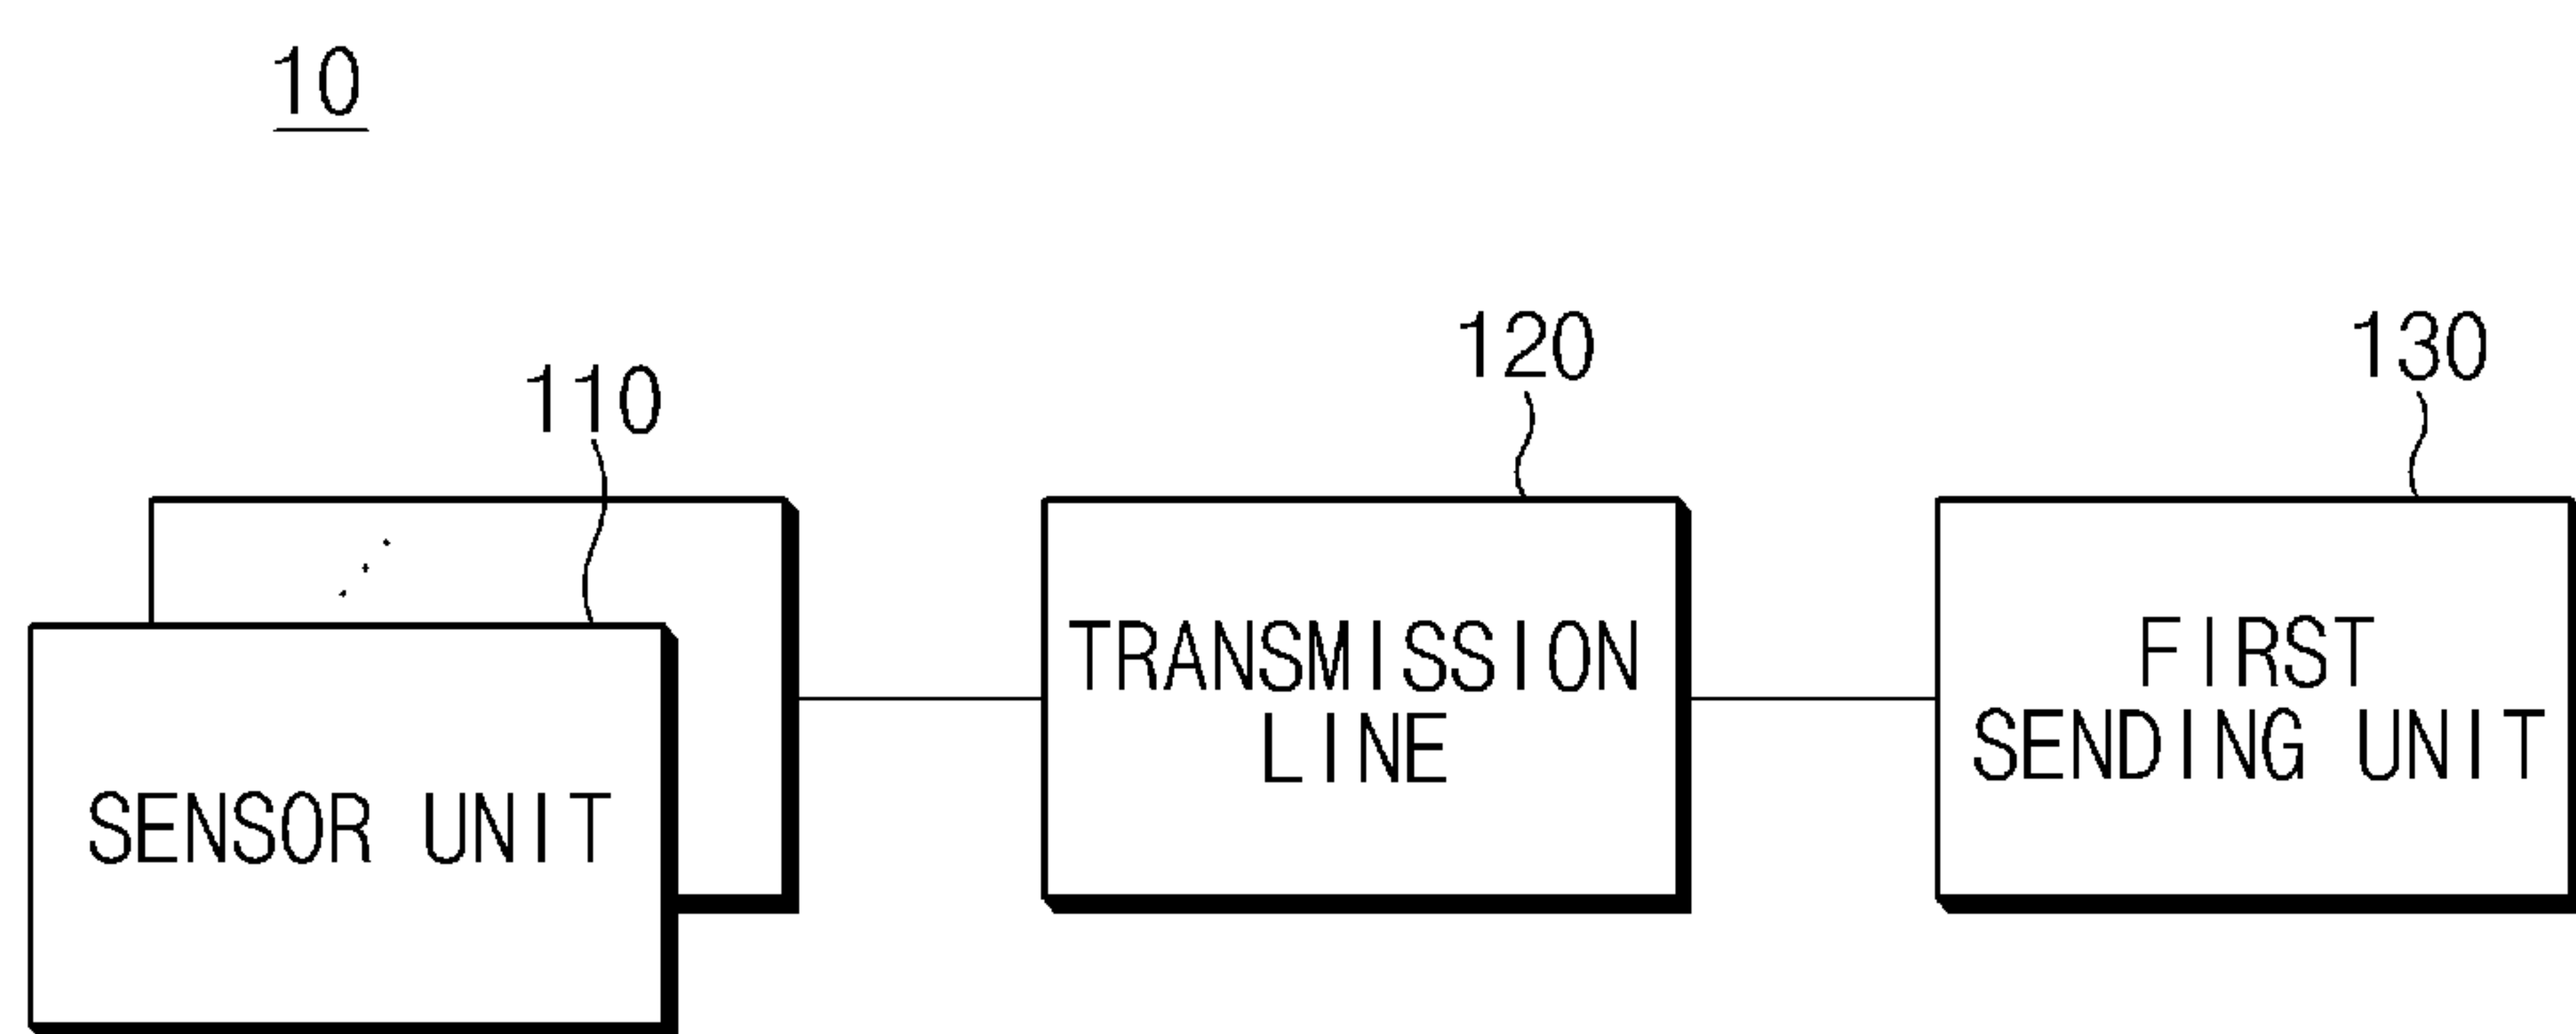 10
110
120
130
SENSOR UNIT
TRANSMISSION
LINE
FIRST
SENDING UNIT